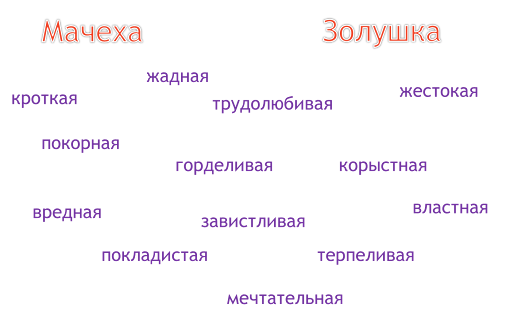 Мачеха Золушка
жадная
кроткая
трудолюбивая
жестокая
покорная
горделивая
корыстная
вредная
завистливая
властная
покладистая
терпеливая
мечтательная